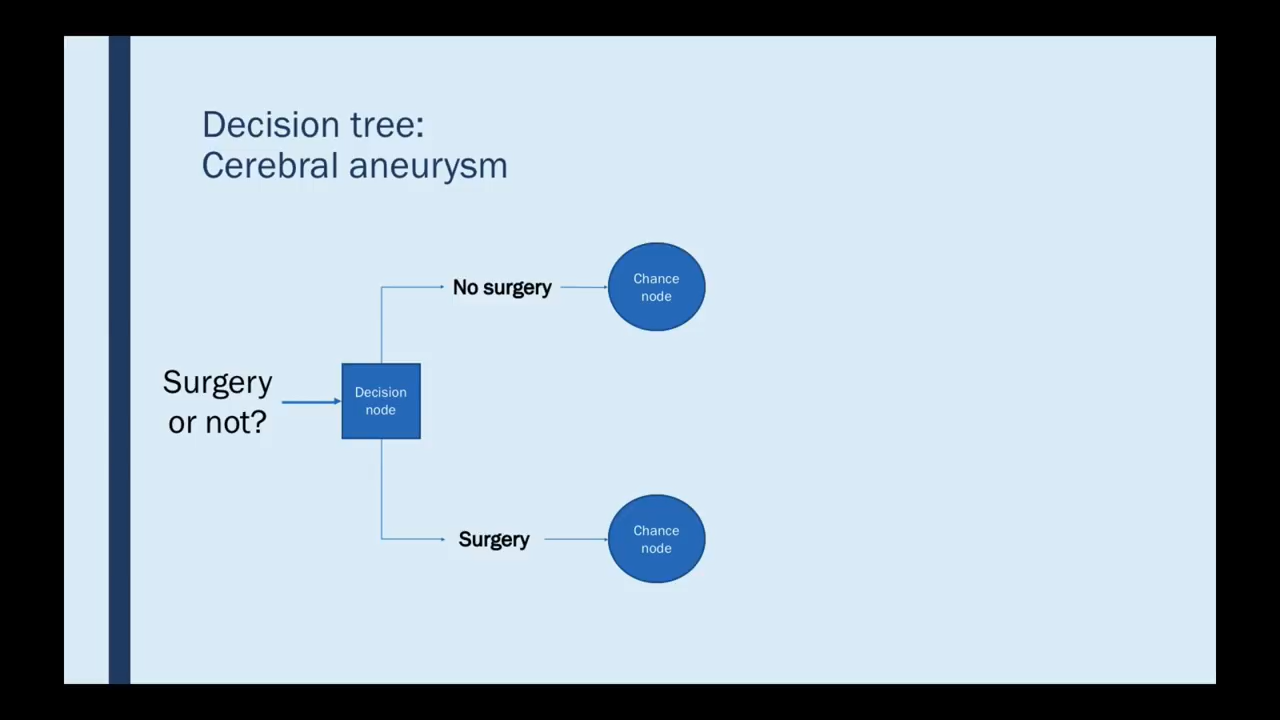 Decision tree:
Cerebral aneurysm
No surgery
Chance
node
Surgery
or not?
Decision
node
Surgery
Chance
node